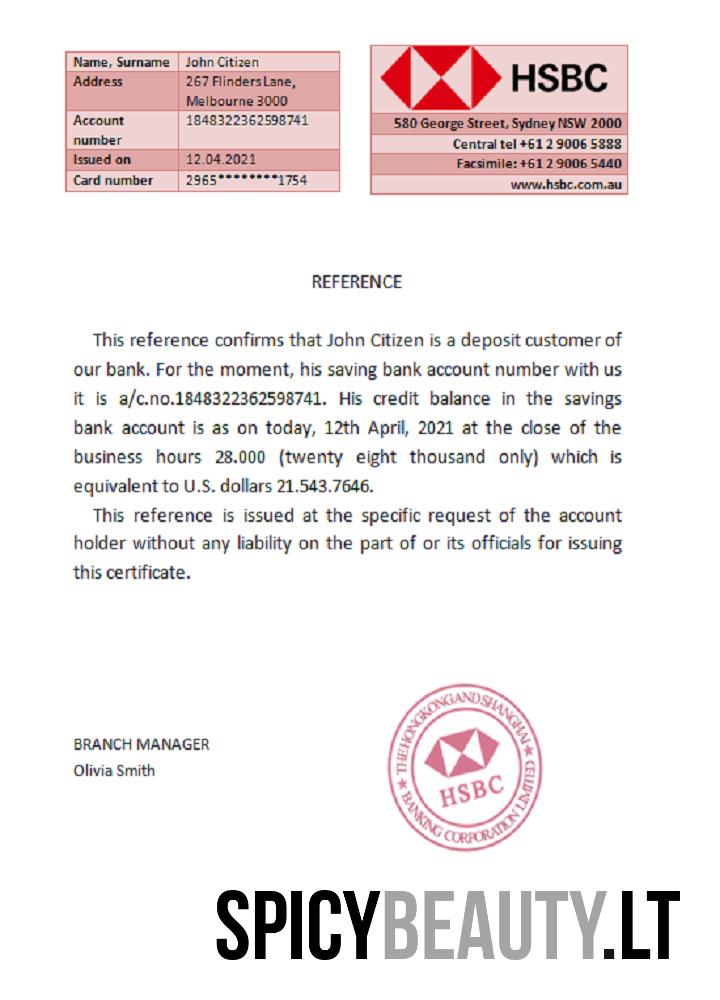 Name, Surname John Citizen
Address 267 Flinders Lane,
Melbourne 3000
Account number 1848322362598741
Issued on 12.04.2021
Card number 2965********1754
HSBC
580 George Street, Sydney NSW 2000
Central tel +61 2 9006 5888
Facsimile: +61 2 9006 5440
www.hsbc.com.au
REFERENCE
This reference confirms that John Citizen is a deposit customer of
our bank. For the moment, his saving bank account number with us
it is a/c.no.1848322362598741. His credit balance in the savings
bank account is as on today, 12th April, 2021 at the close of the
business hours 28.000 (twenty eight thousand only) which is
equivalent to U.S. dollars 21.543.7646.
This reference is issued at the specific request of the account
holder without any liability on the part of or its officials for issuing
this certificate.
BRANCH MANAGER
Olivia Smith
THE HONGKONG AND SHANGHAI
HSBC
BANKING CORPORATION LIMITED
SPICYBEAUTY.LT